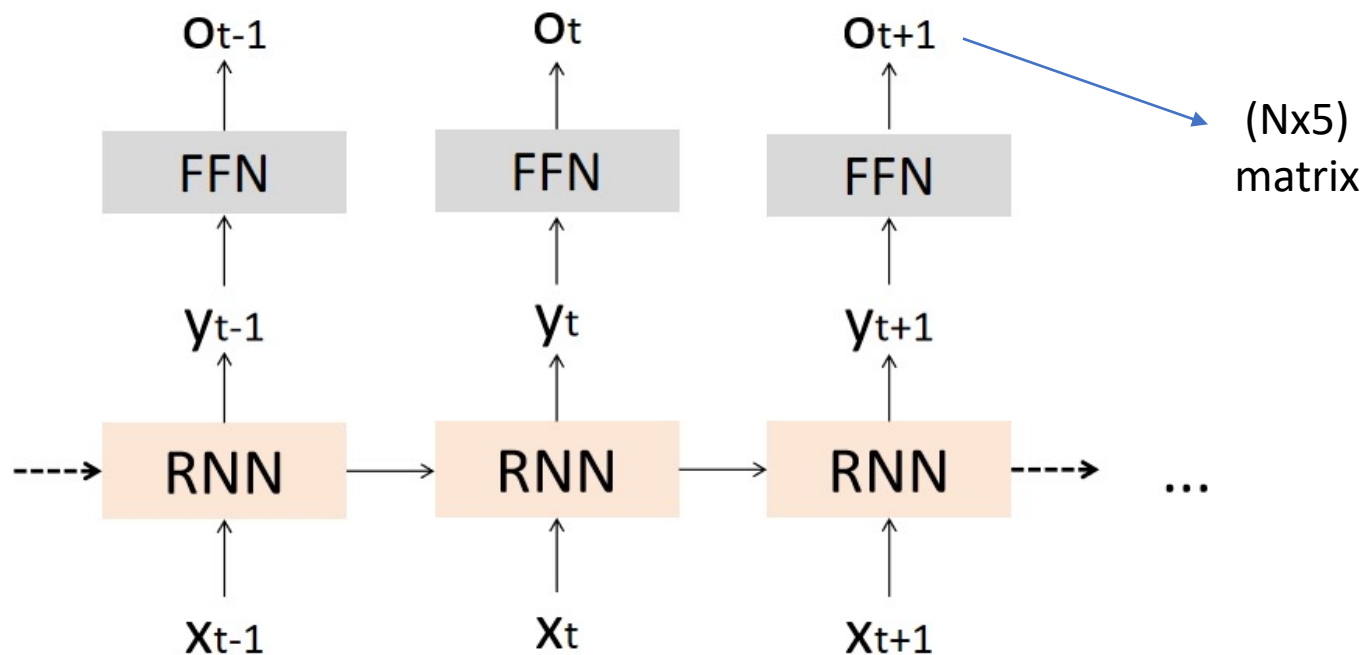 ot-1 ot ot+1
(Nx5)
matrix
FFN FFN FFN
yt-1 yt yt+1
RNN RNN RNN ...
xt-1 xt xt+1